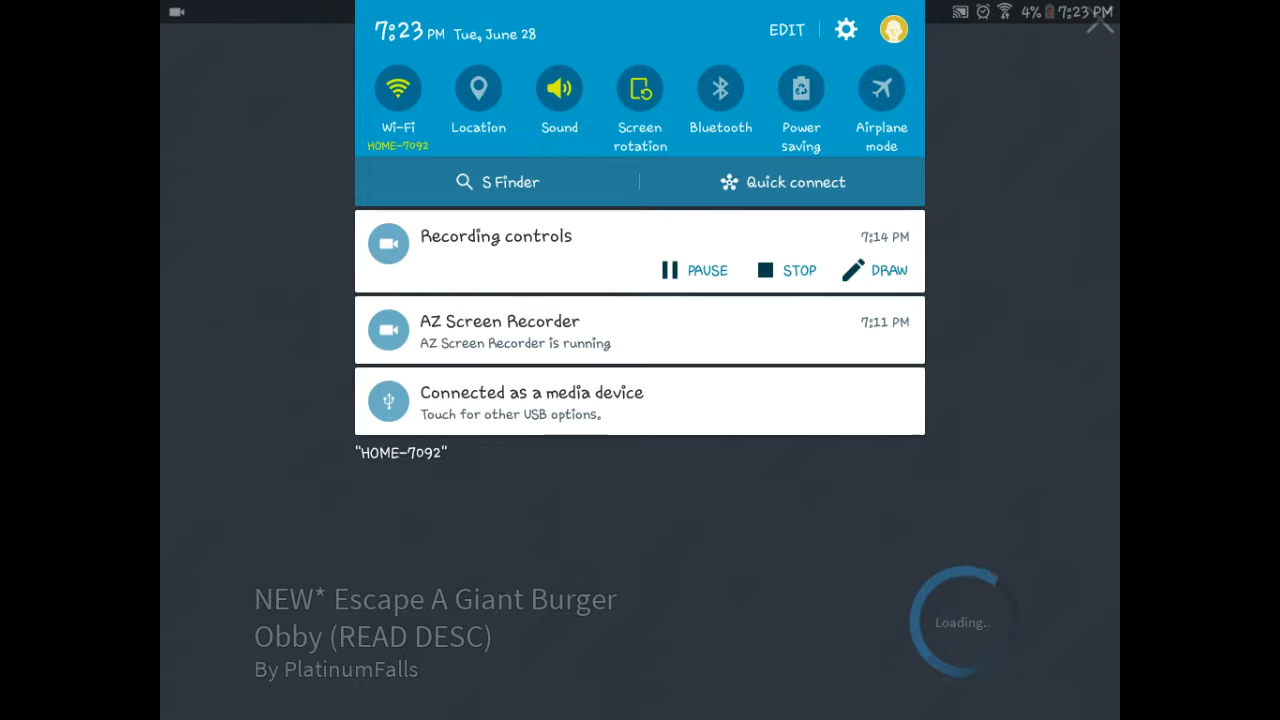 4% 7:23 PM
7:23 PM Tue, June 28
EDIT
Wi-Fi
HOME-7092
Location
Sound
Screen
rotation
Bluetooth
Power
saving
Airplane
mode
S Finder
Quick connect
Recording controls
7:14 PM
PAUSE
STOP
DRAW
AZ Screen Recorder
7:11 PM
AZ Screen Recorder is running
Connected as a media device
Touch for other USB options.
"HOME-7092"
NEW* Escape A Giant Burger
Obby (READ DESC)
By PlatinumFalls
Loading..